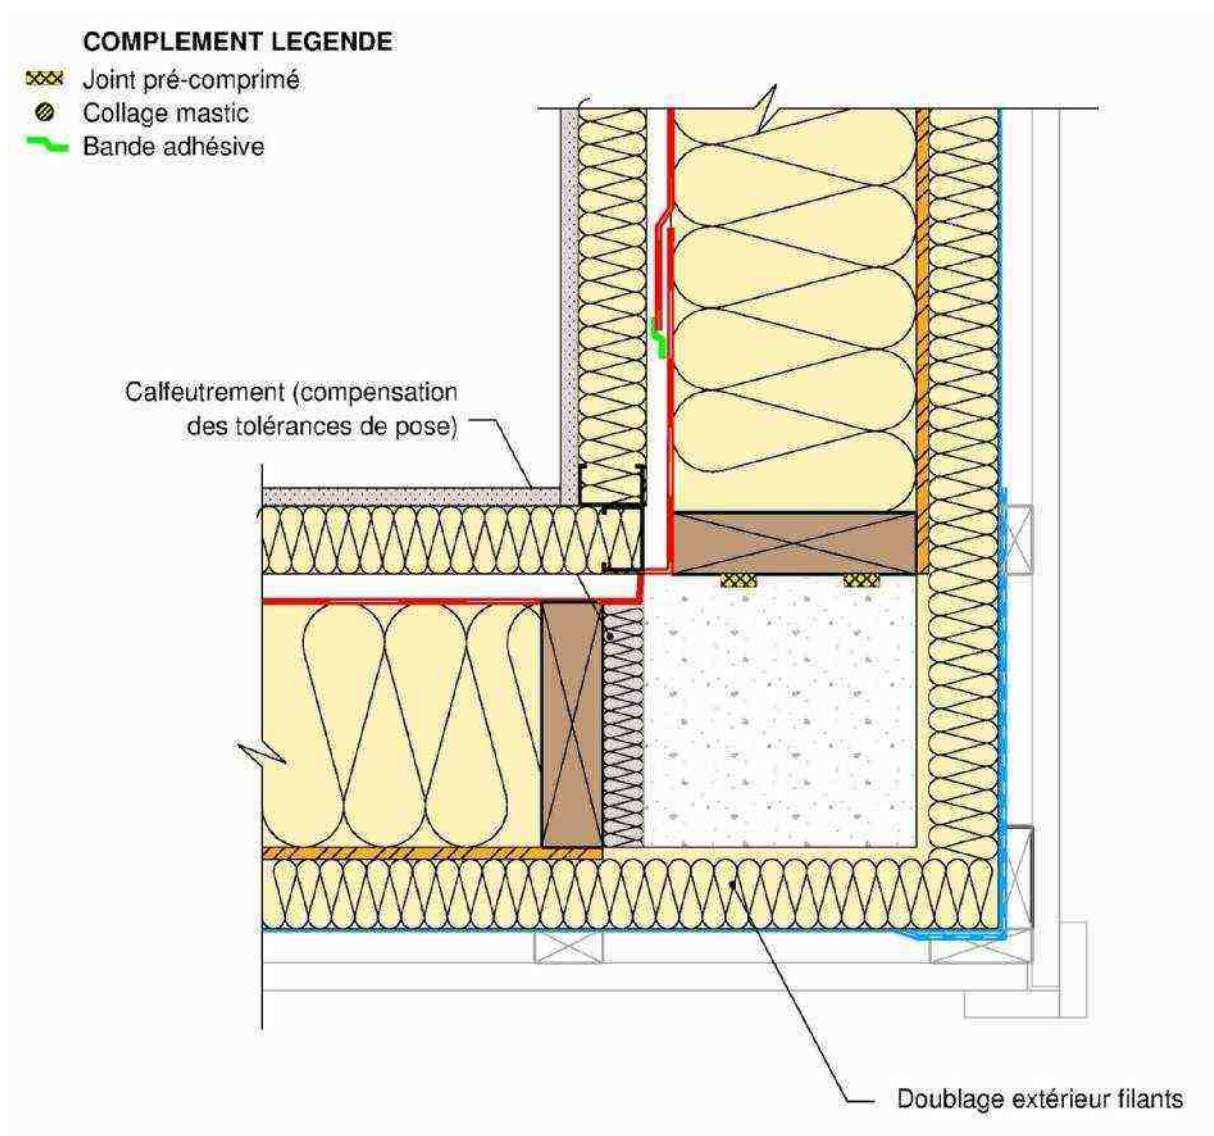 COMPLEMENT LEGENDE
Joint pré-comprimé
Collage mastic
Bande adhésive
Calfeutrement (compensation
des tolérances de pose)
Doublage extérieur filants